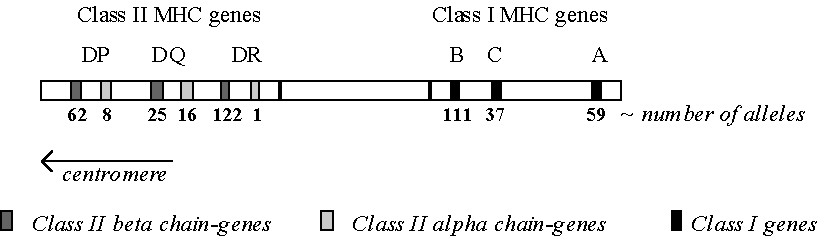 Class II MHC genes Class I MHC genes
DP DQ DR B C A
62 8 25 16 122 1 111 37 59 ~ number of alleles
centromere
Class II beta chain-genes Class II alpha chain-genes Class I genes